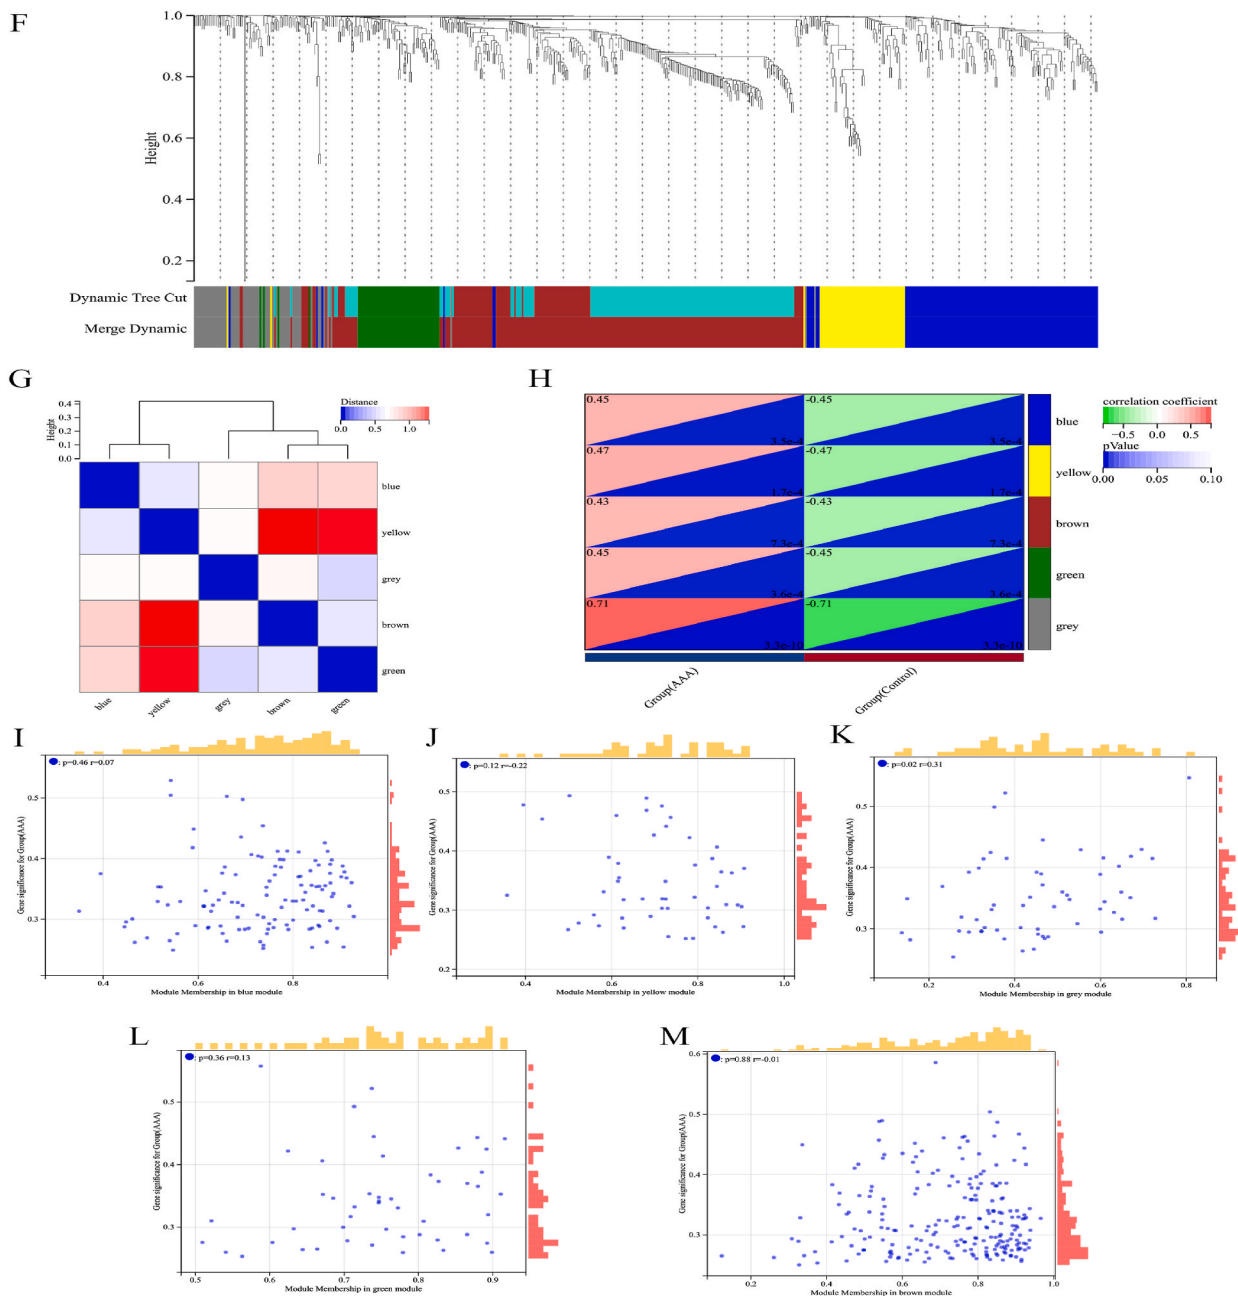 F
1.0
0.8
0.6
0.4
0.2
Height
Dynamic Tree Cut
Merge Dynamic
G
Height
0.4
0.3
0.2
0.1
0.0
Distance
0.0 0.5 1.0
blue
yellow
grey
brown
green
blue yellow grey brown green
H
0.45 -0.45
3.5e-4 3.5e-4
0.47 -0.47
1.7e-4 1.7e-4
0.43 -0.43
7.3e-4 7.3e-4
0.45 -0.45
3.6e-4 3.6e-4
0.71 -0.71
3.3e-10 3.3e-10
blue
yellow
brown
green
grey
Group(AAA) Group(Control)
correlation coefficient
-0.5 0.0 0.5
pValue
0.00 0.05 0.10
I
: p=0.46 r=0.07
0.5
0.4
0.3
Gene significance for Group(AAA)
0.4 0.6 0.8
Module Membership in blue module
J
: p=0.12 r=-0.22
0.5
0.4
0.3
0.2
Gene significance for Group(AAA)
0.4 0.6 0.8 1.0
Module Membership in yellow module
K
: p=0.02 r=0.31
0.5
0.4
0.3
Gene significance for Group(AAA)
0.2 0.4 0.6 0.8
Module Membership in grey module
L
: p=0.36 r=0.13
0.5
0.4
0.3
Gene significance for Group(AAA)
0.5 0.6 0.7 0.8 0.9
Module Membership in green module
M
: p=0.88 r=-0.01
0.6
0.5
0.4
0.3
Gene significance for Group(AAA)
0.2 0.4 0.6 0.8 1.0
Module Membership in brown module